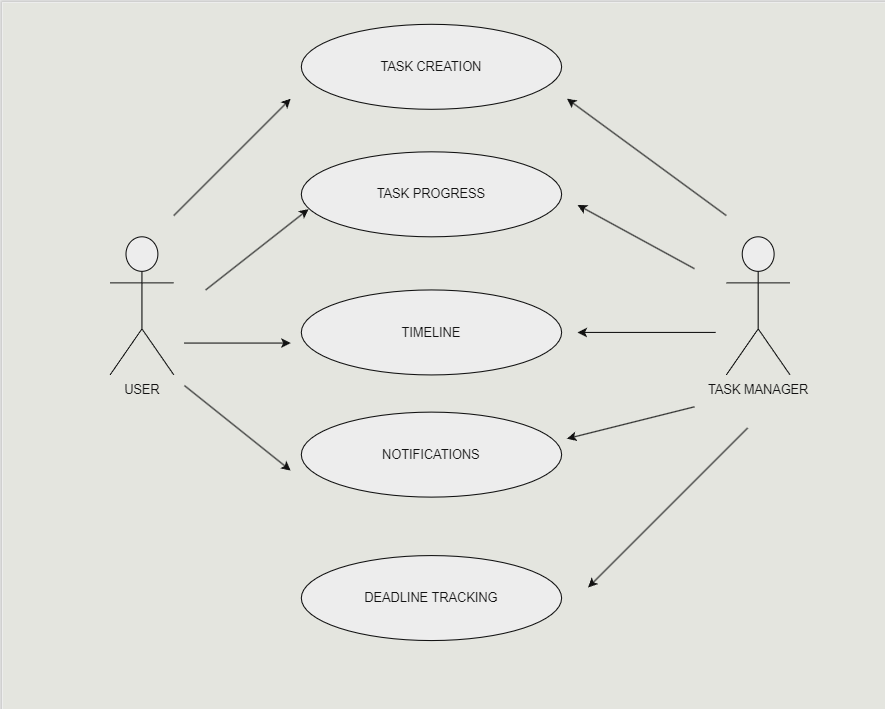 TASK CREATION
TASK PROGRESS
TIMELINE
USER
TASK MANAGER
NOTIFICATIONS
DEADLINE TRACKING